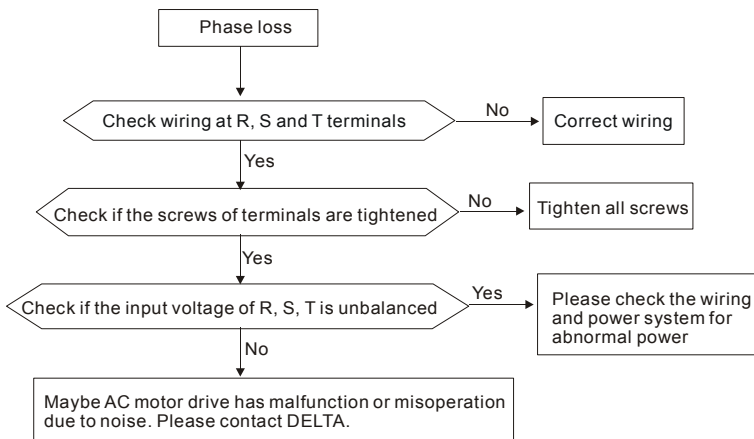 Phase loss
Check wiring at R, S and T terminals
No
Correct wiring
Yes
Check if the screws of terminals are tightened
No
Tighten all screws
Yes
Check if the input voltage of R, S, T is unbalanced
Yes
Please check the wiring
and power system for
abnormal power
No
Maybe AC motor drive has malfunction or misoperation
due to noise. Please contact DELTA.